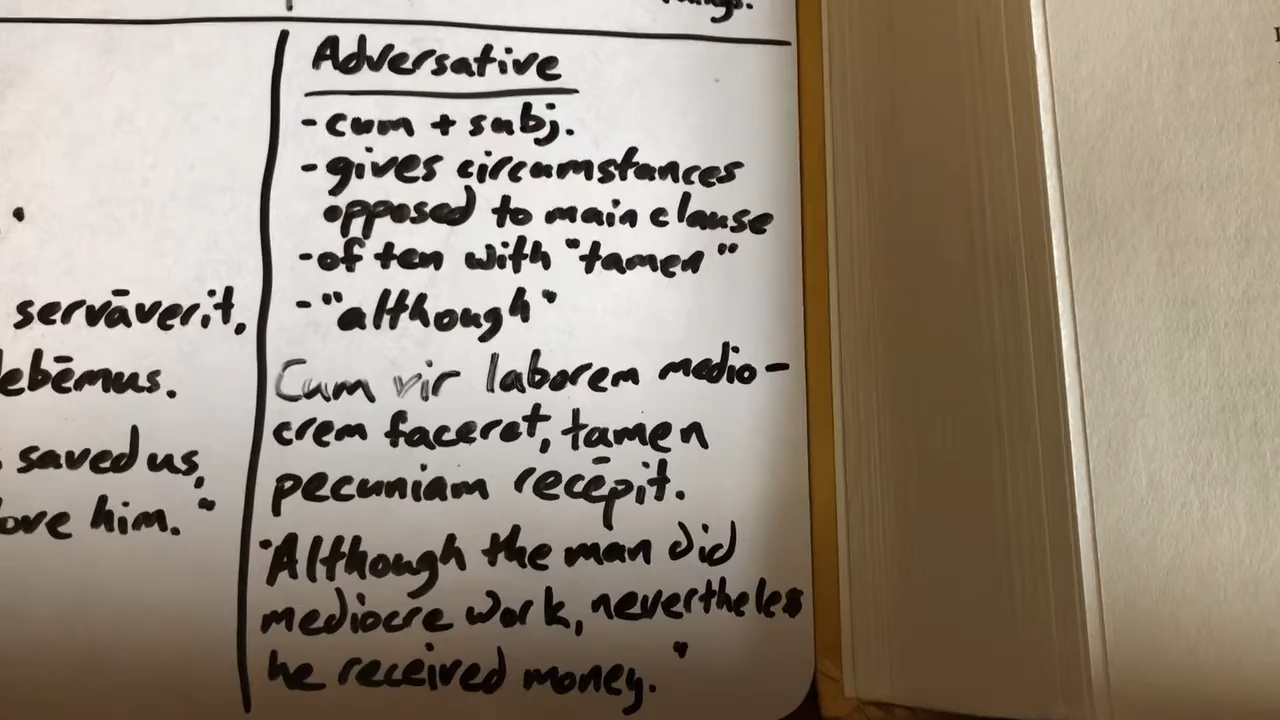 servāverit,
ebēmus.
saved us,
ove him."
Adversative
- cum + subj.
- gives circumstances
opposed to main clause
- often with "tamen"
- "although"
Cum vir laborem medio-
crem faceret, tamen
pecuniam recēpit.
"Although the man did
mediocre work, nevertheless
he received money."